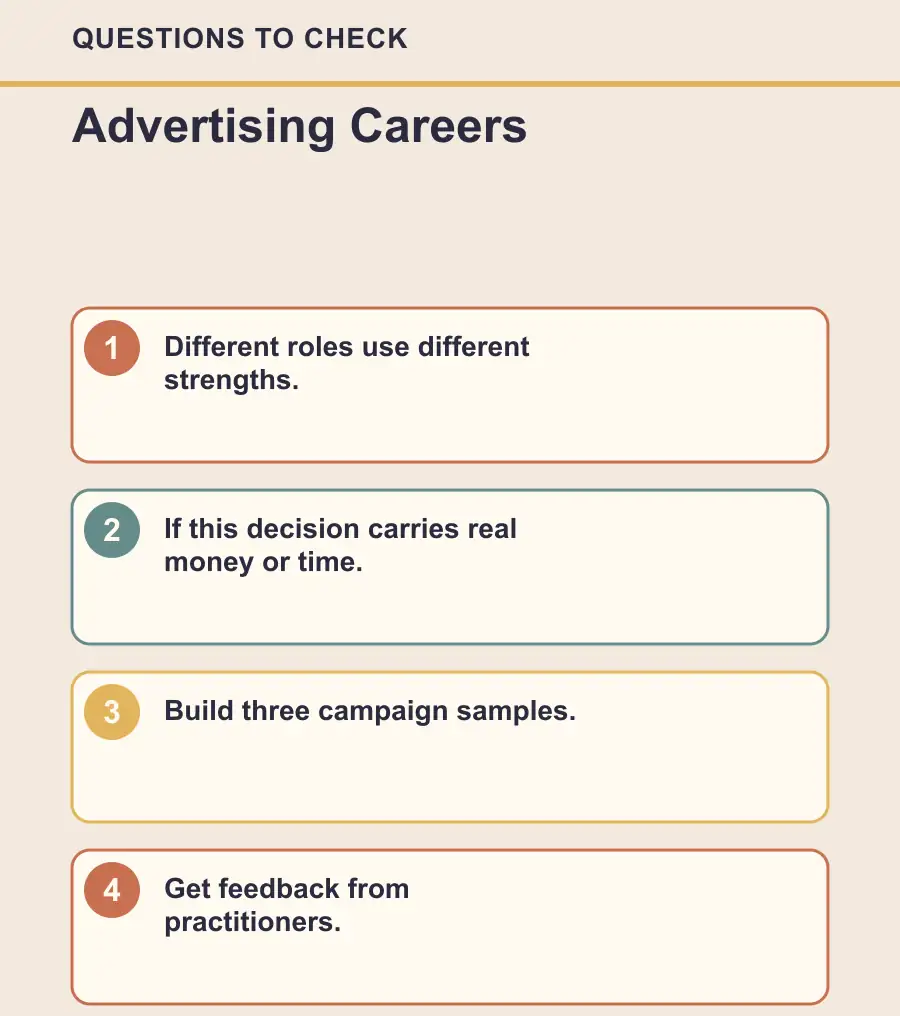 QUESTIONS TO CHECK
Advertising Careers
1
Different roles use different
strengths.
2
If this decision carries real
money or time.
3
Build three campaign samples.
4
Get feedback from
practitioners.